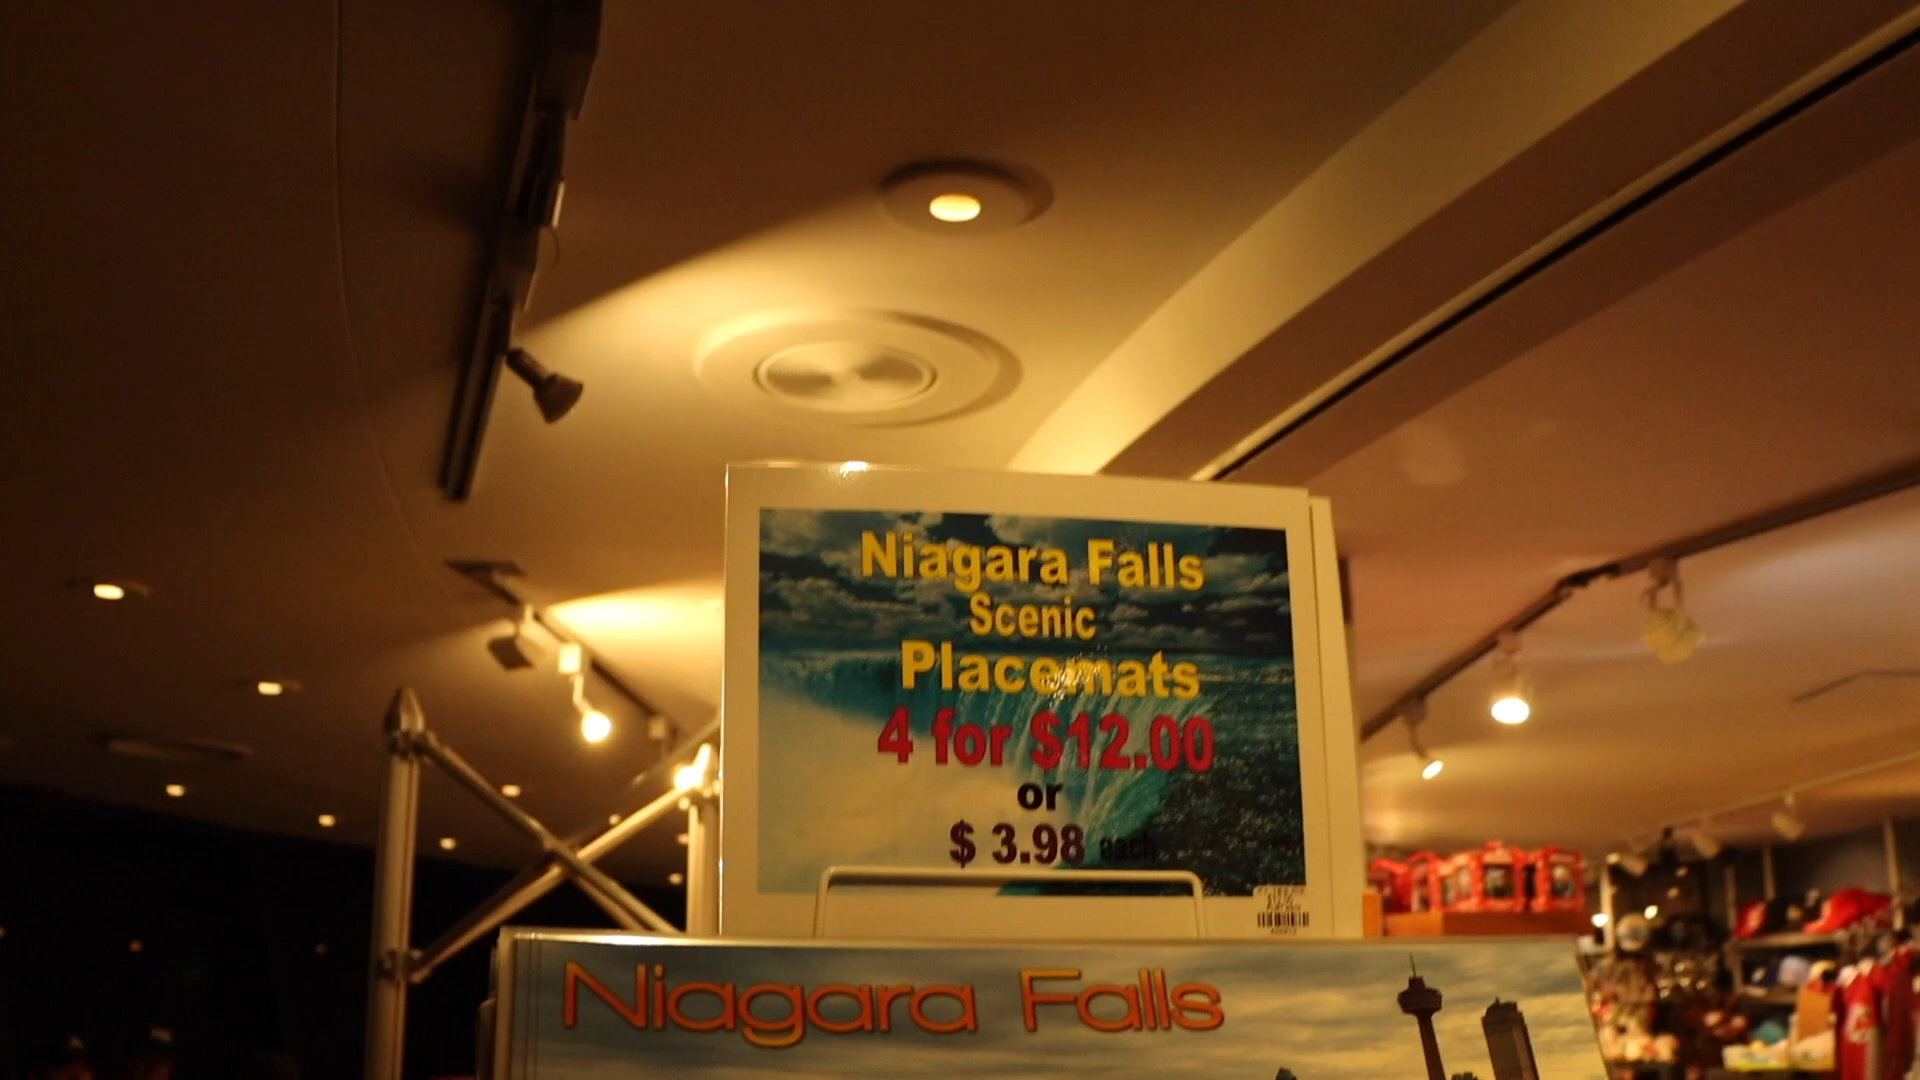 Niagara Falls
Scenic
Placemats
4 for $12.00
or
$ 3.98 each
Niagara Falls